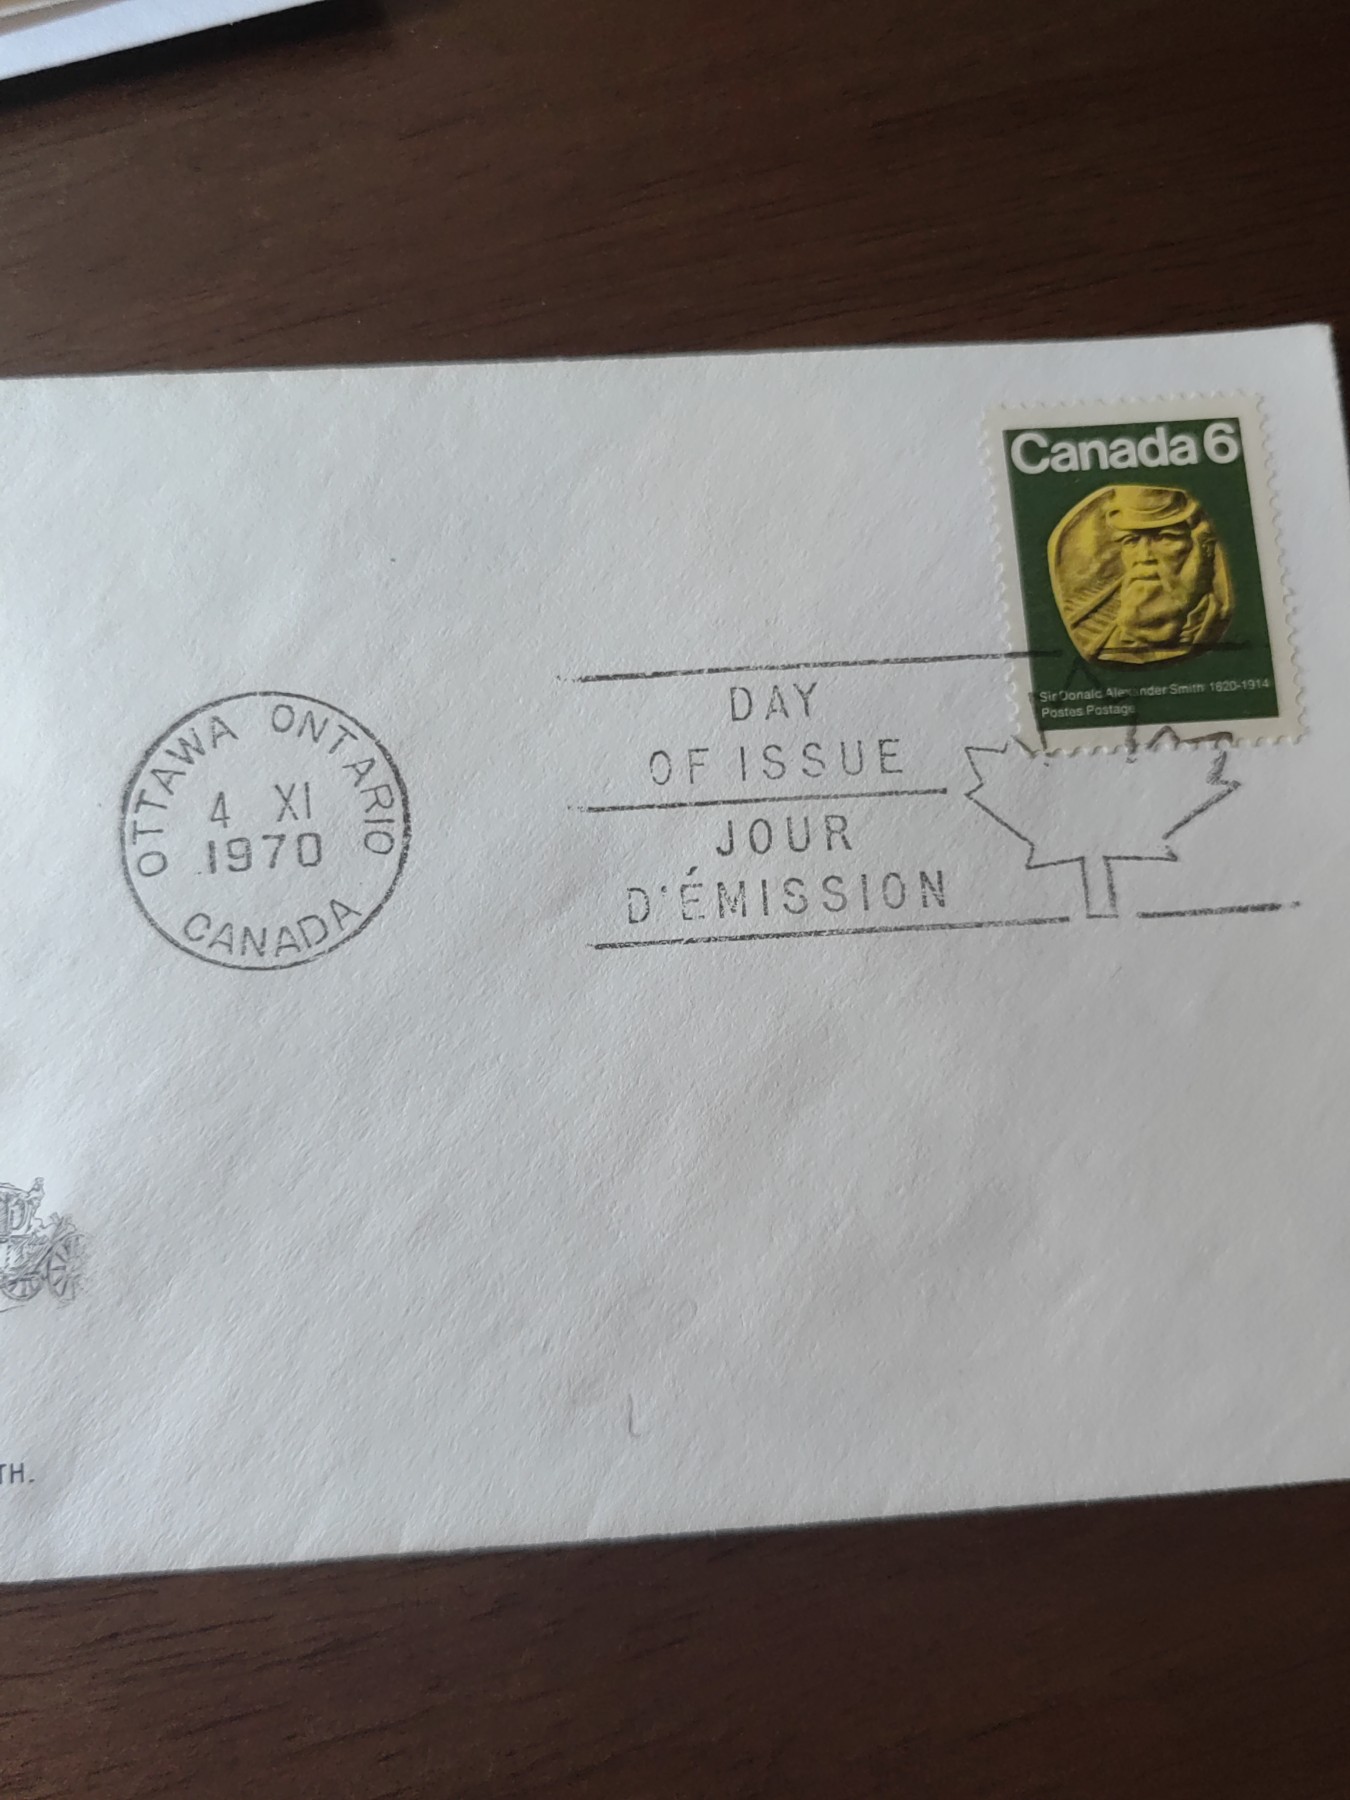 Canada 6
Sir Donald Alexander Smith 1820-1914
Postes Postage
DAY
OF ISSUE
JOUR
D'ÉMISSION
OTTAWA ONTARIO
4 XI
1970
CANADA
TH.